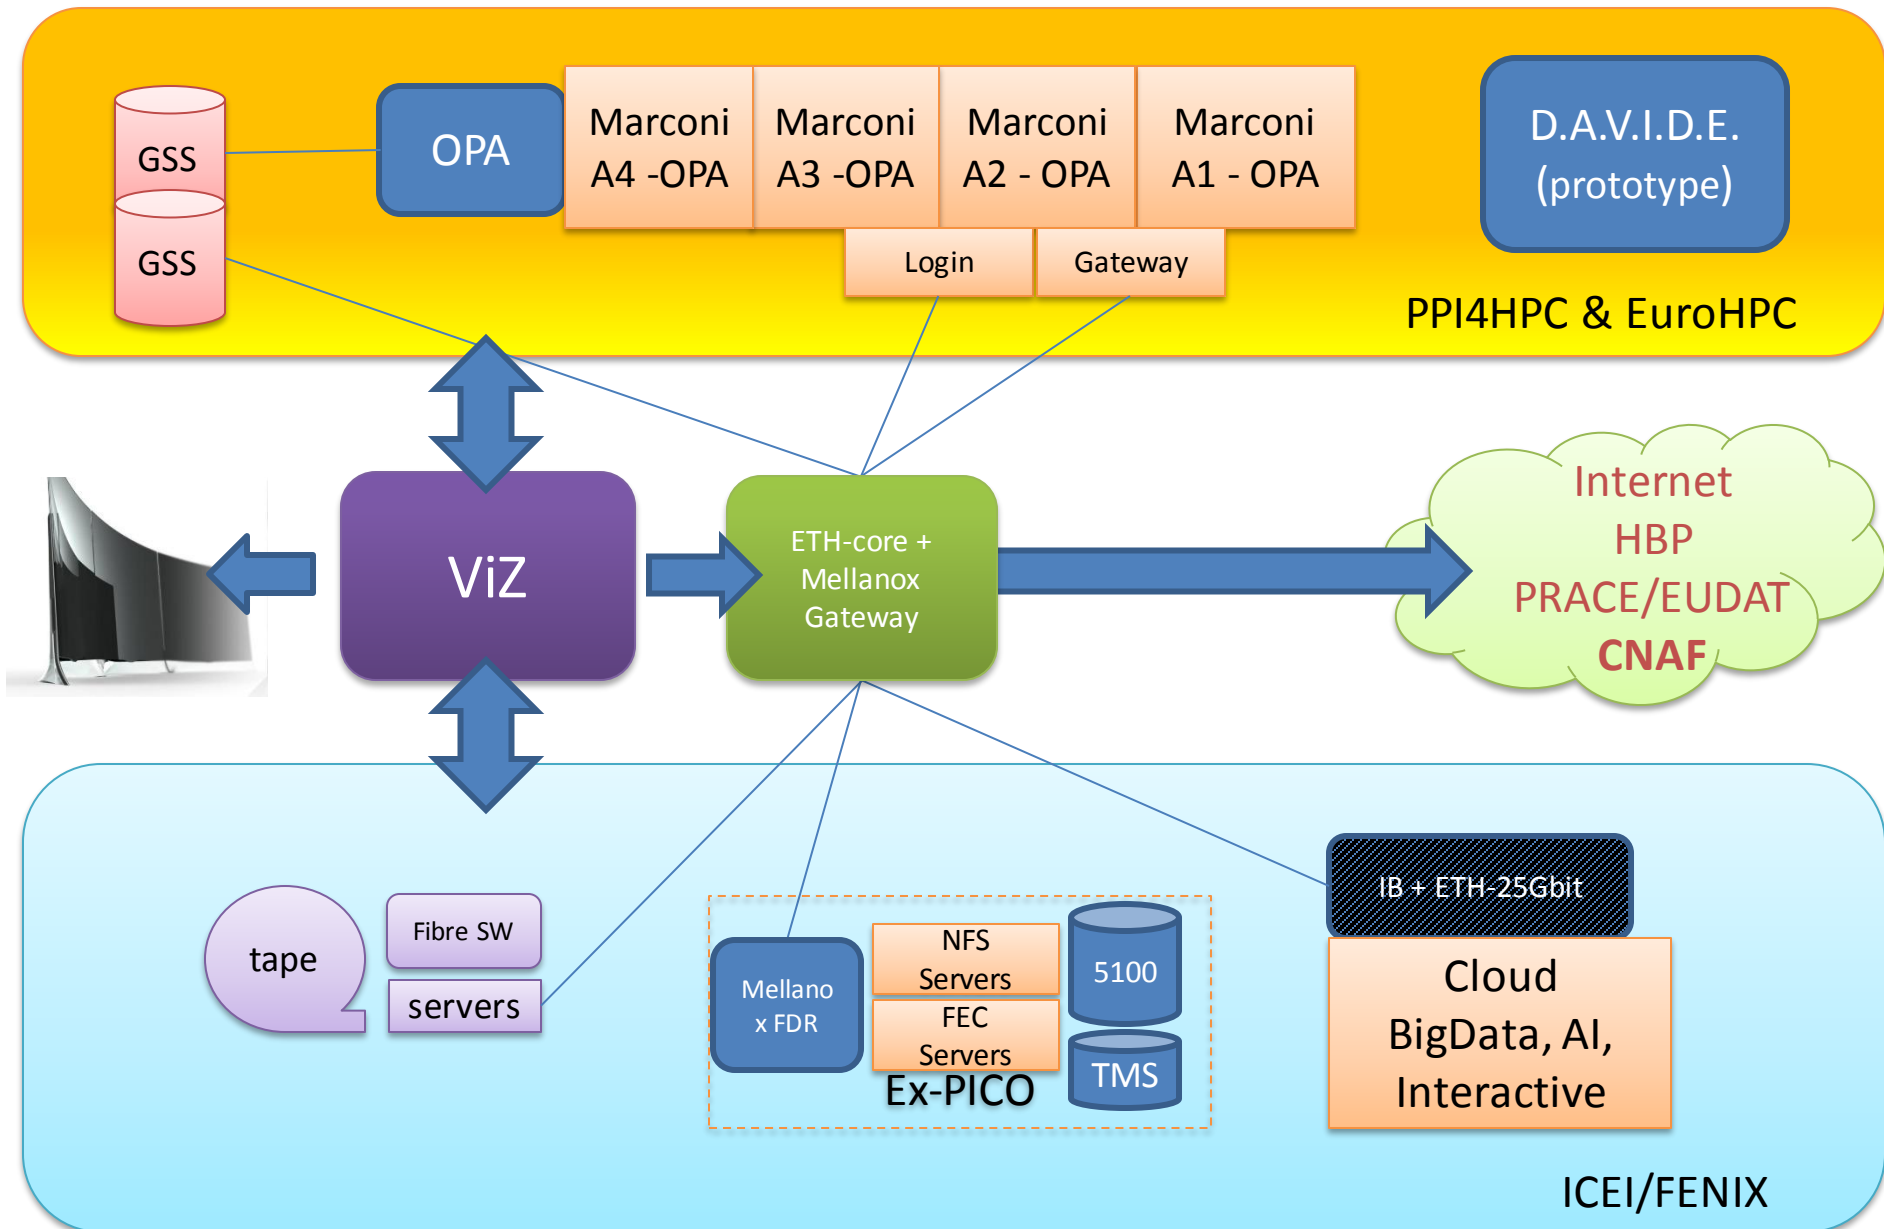 GSS
GSS
OPA
Marconi
A4 -OPA
Marconi
A3 -OPA
Marconi
A2 - OPA
Marconi
A1 - OPA
Login
Gateway
D.A.V.I.D.E.
(prototype)
PPI4HPC & EuroHPC
ViZ
ETH-core +
Mellanox
Gateway
Internet
HBP
PRACE/EUDAT
CNAF
tape
Fibre SW
servers
Mellano
x FDR
NFS
Servers
FEC
Servers
5100
TMS
Ex-PICO
IB + ETH-25Gbit
Cloud
BigData, AI,
Interactive
ICEI/FENIX